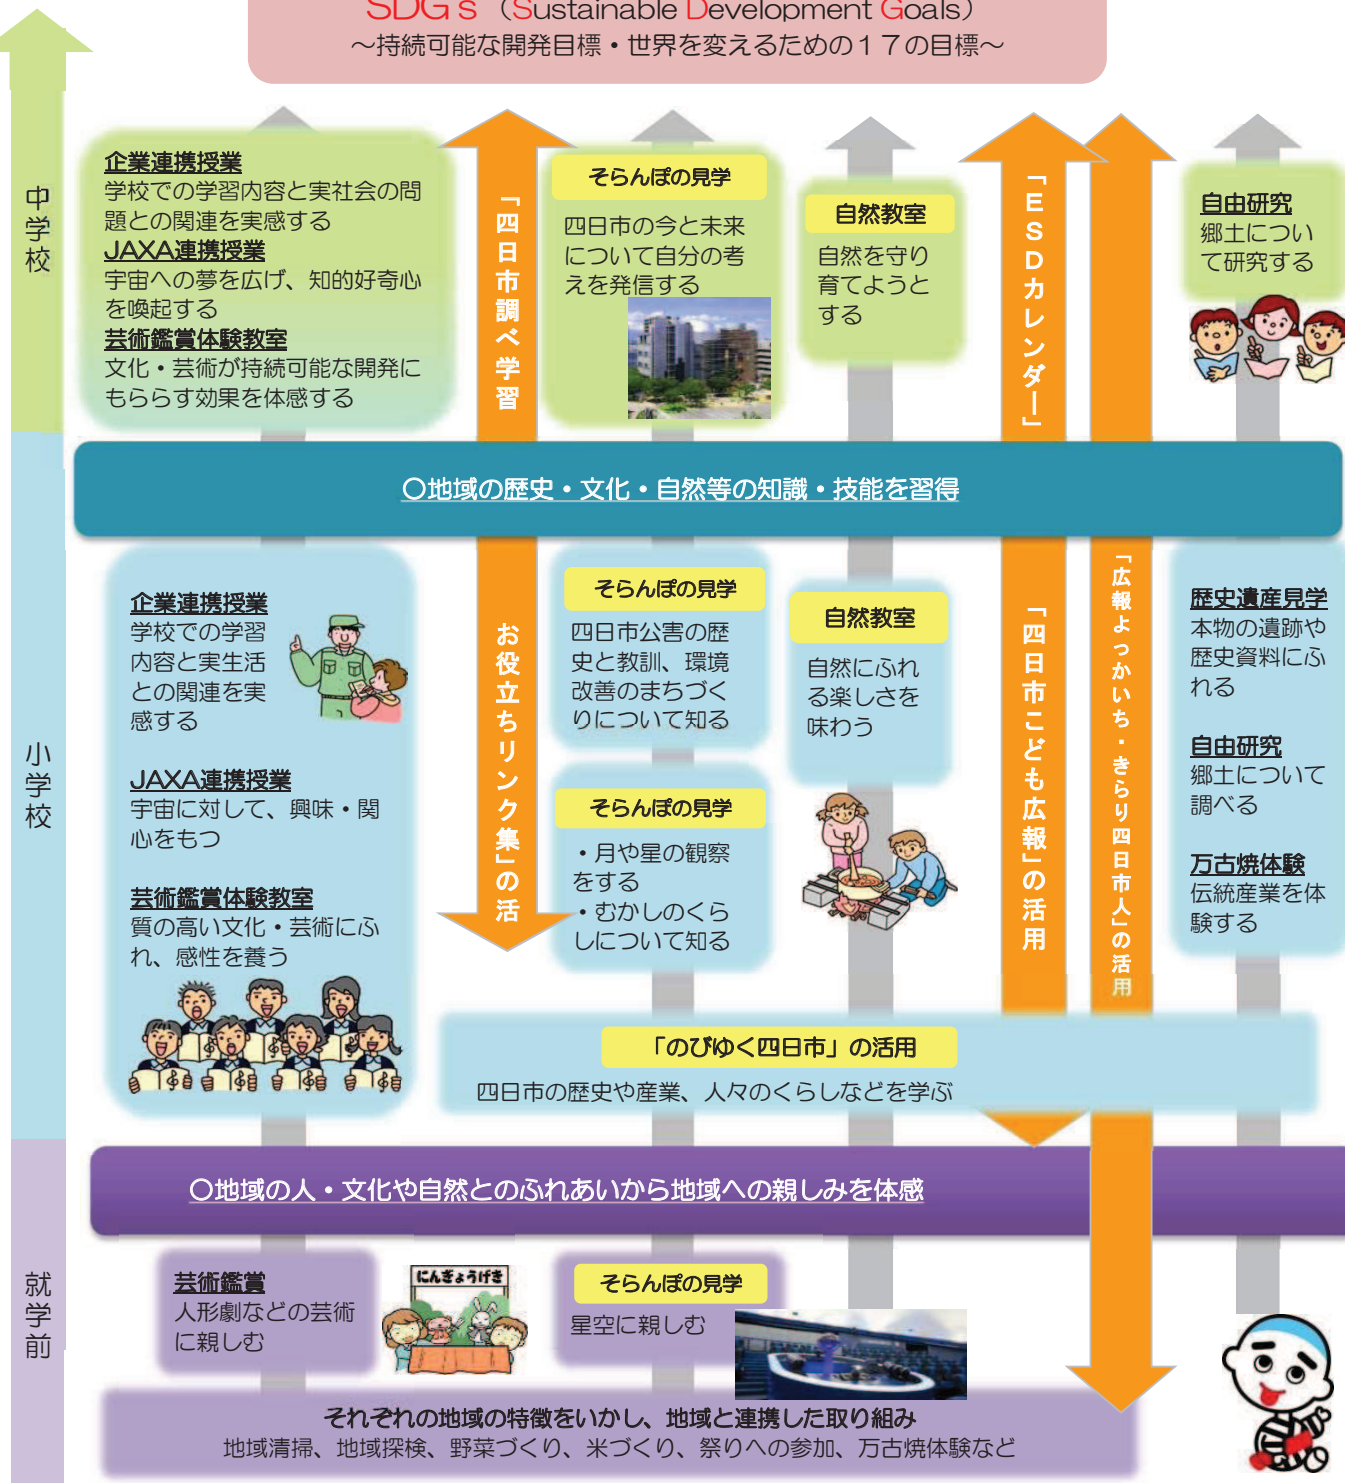 SDGs（Sustainable Development Goals）
～持続可能な開発目標・世界を変えるための１７の目標～
中学校
企業連携授業
学校での学習内容と実社会の問
題との関連を実感する
JAXA連携授業
宇宙への夢を広げ、知的好奇心
を喚起する
芸術鑑賞体験教室
文化・芸術が持続可能な開発に
もららす効果を体感する
「四日市調べ学習
お役立ちリンク集」の活
そらんぽの見学
四日市の今と未来
について自分の考
えを発信する
自然教室
自然を守り
育てようと
する
「ESDカレンダー」
自由研究
郷土につい
て研究する
〇地域の歴史・文化・自然等の知識・技能を習得
小学校
企業連携授業
学校での学習
内容と実生活
との関連を実
感する
JAXA連携授業
宇宙に対して、興味・関
心をもつ
芸術鑑賞体験教室
質の高い文化・芸術にふ
れ、感性を養う
そらんぽの見学
四日市公害の歴
史と教訓、環境
改善のまちづく
りについて知る
そらんぽの見学
・月や星の観察
をする
・むかしのくら
しについて知る
自然教室
自然にふれ
る楽しさを
味わう
「四日市こども広報」の活用
「広報よっかいち・きらり四日市人」の活用
歴史遺産見学
本物の遺跡や
歴史資料にふ
れる
自由研究
郷土について
調べる
万古焼体験
伝統産業を体
験する
「のびゆく四日市」の活用
四日市の歴史や産業、人々のくらしなどを学ぶ
〇地域の人・文化や自然とのふれあいから地域への親しみを体感
就学前
芸術鑑賞
人形劇などの芸術
に親しむ
にんぎょうげき
そらんぽの見学
星空に親しむ
それぞれの地域の特徴をいかし、地域と連携した取り組み
地域清掃、地域探検、野菜づくり、米づくり、祭りへの参加、万古焼体験など